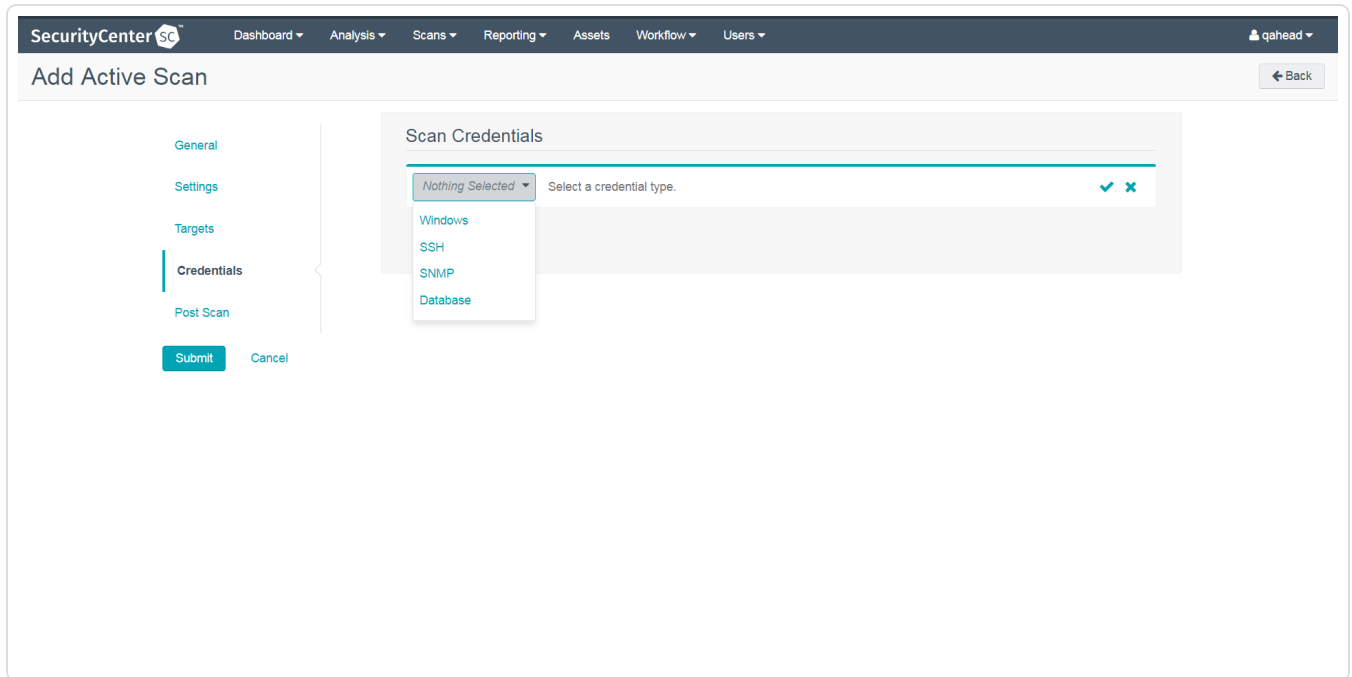 SecurityCenter SC™ Dashboard Analysis Scans Reporting Assets Workflow Users qahead
Add Active Scan Back
General
Settings
Targets
Credentials
Post Scan
Submit Cancel
Scan Credentials
Nothing Selected Select a credential type.
Windows
SSH
SNMP
Database